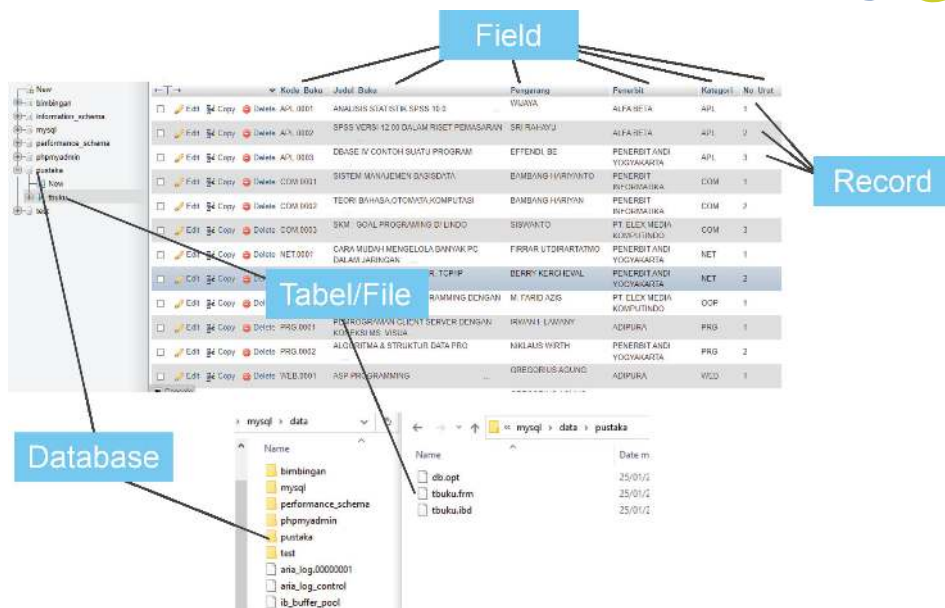 Field
New
bimbingan
information_schema
mysql
performance_schema
phpmyadmin
pustaka
New
tbuku
test
Kode Buku Judul Buku Pengarang Penerbit Kategori No Urut
Edit Copy Delete APL.0001 ANALISIS STATISTIK SPSS 10.0 WIJAYA ALFA BETA APL 1
Edit Copy Delete APL.0002 SPSS VERSI 12.00 DALAM RISET PEMASARAN SRI RAHAYU ALFA BETA APL 2
Edit Copy Delete APL.0003 DBASE IV CONTOH SUATU PROGRAM EFFENDI, BE PENERBIT ANDI YOGYAKARTA APL 3
Edit Copy Delete COM.0001 SISTEM MANAJEMEN BASISDATA BAMBANG HARIYANTO PENERBIT INFORMATIKA COM 1
Edit Copy Delete COM.0002 TEORI BAHASA,OTOMATA,KOMPUTASI BAMBANG HARIYAN PENERBIT INFORMATIKA COM 2
Edit Copy Delete COM.0003 SKM GOAL PROGRAMING DI LINDO SISWANTO PT. ELEX MEDIA KOMPUTINDO COM 3
Edit Copy Delete NET.0001 CARA MUDAH MENGELOLA BANYAK PC DALAM JARINGAN FIRRAR UTDIRARTATMO PENERBIT ANDI YOGYAKARTA NET 1
Edit Copy TCP/IP BERRY KERCHEVAL PENERBIT ANDI YOGYAKARTA NET 2
Edit Copy DENGAN M. FARID AZIS PT. ELEX MEDIA KOMPUTINDO OOP 1
Edit Copy Delete PRG.0001 PEMROGRAMAN CLIENT SERVER DENGAN KONEKSI MS. VISUA ADIPURA PRG 1
Edit Copy Delete PRG.0002 ALGORITMA & STRUKTUR DATA PRO NIKLAUS WIRTH PENERBIT ANDI YOGYAKARTA PRG 2
Edit Copy Delete WEB.0001 ASP PROGRAMMING GREGORIUS AGUNG ADIPURA WEB 1
Console
Record
Tabel/File
Database
mysql > data
Name
bimbingan
mysql
performance_schema
phpmyadmin
pustaka
test
aria_log.00000001
aria_log_control
ib_buffer_pool
« mysql > data > pustaka
Name Date m
db.opt 25/01/2
tbuku.frm 25/01/2
tbuku.ibd 25/01/2